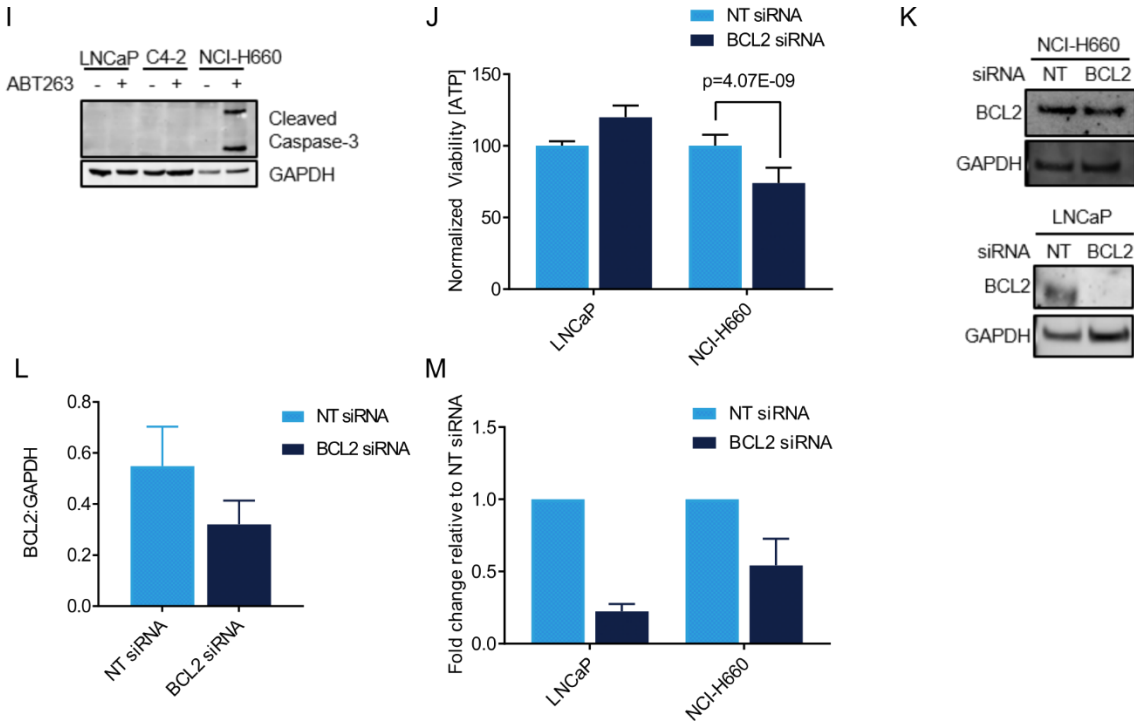 I
LNCaP C4-2 NCI-H660
ABT263 - + - + - +
Cleaved
Caspase-3
GAPDH
J
NT siRNA
BCL2 siRNA
Normalized Viability [ATP]
150
100
50
0
p=4.07E-09
LNCaP
NCI-H660
K
NCI-H660
siRNA NT BCL2
BCL2
GAPDH
LNCaP
siRNA NT BCL2
BCL2
GAPDH
L
BCL2:GAPDH
0.8
0.6
0.4
0.2
0.0
NT siRNA
BCL2 siRNA
NT siRNA
BCL2 siRNA
M
Fold change relative to NT siRNA
1.5
1.0
0.5
0.0
NT siRNA
BCL2 siRNA
LNCaP
NCI-H660